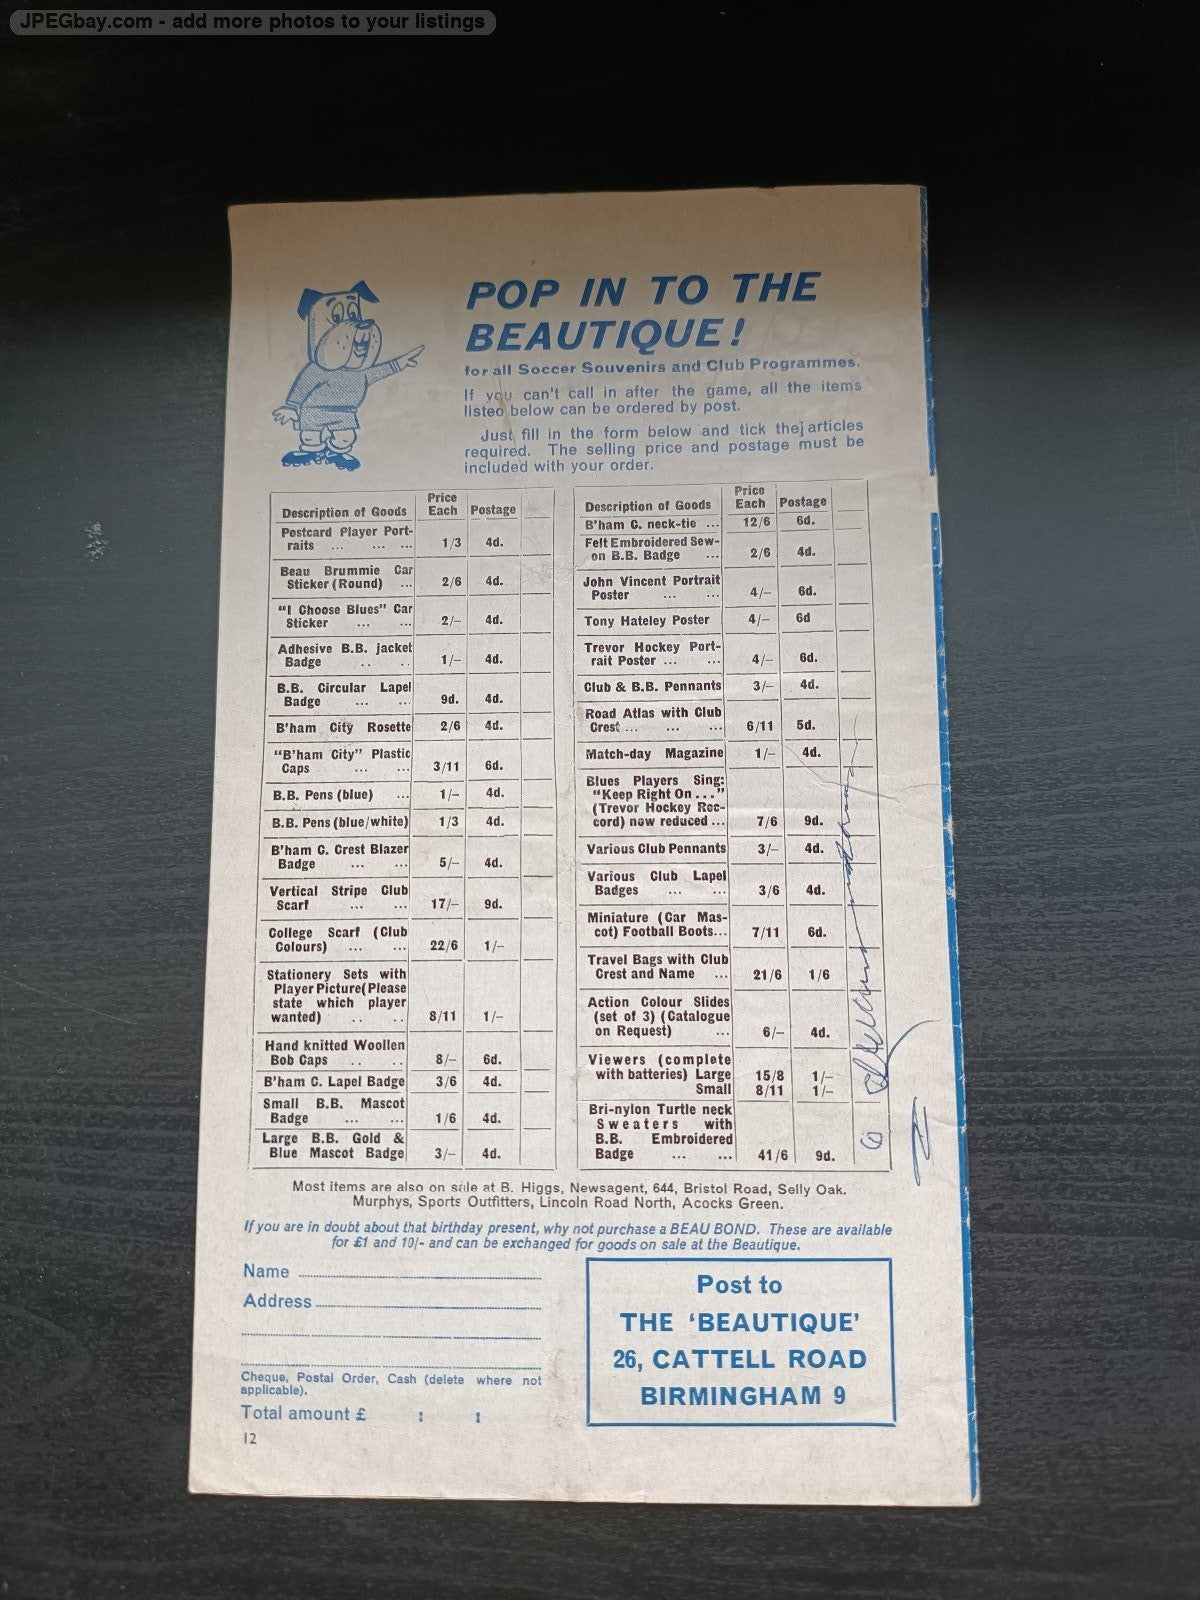 JPEGbay.com - add more photos to your listings
POP IN TO THE
BEAUTIQUE!
for all Soccer Souvenirs and Club Programmes.
If you can't call in after the game, all the items
listed below can be ordered by post.
Just fill in the form below and tick the articles
required. The selling price and postage must be
included with your order.
Description of Goods Price Each Postage
Postcard Player Port-
raits ... ... ... 1/3 4d.
Beau Brummie Car
Sticker (Round) ... 2/6 4d.
"I Choose Blues" Car
Sticker ... ... 2/- 4d.
Adhesive B.B. jacket
Badge .. .. 1/- 4d.
B.B. Circular Lapel
Badge ... ... 9d. 4d.
B'ham City Rosette 2/6 4d.
"B'ham City" Plastic
Caps ... ... 3/11 6d.
B.B. Pens (blue) ... 1/- 4d.
B.B. Pens (blue/white) 1/3 4d.
B'ham C. Crest Blazer
Badge ... ... 5/- 4d.
Vertical Stripe Club
Scarf ... ... 17/- 9d.
College Scarf (Club
Colours) ... ... 22/6 1/-
Stationery Sets with
Player Picture(Please
state which player
wanted) .. .. 8/11 1/-
Hand knitted Woollen
Bob Caps .. .. 8/- 6d.
B'ham C. Lapel Badge 3/6 4d.
Small B.B. Mascot
Badge ... ... 1/6 4d.
Large B.B. Gold &
Blue Mascot Badge 3/- 4d.
Description of Goods Price Each Postage
B'ham C. neck-tie ... 12/6 6d.
Felt Embroidered Sew-
on B.B. Badge ... 2/6 4d.
John Vincent Portrait
Poster ... ... 4/- 6d.
Tony Hateley Poster 4/- 6d
Trevor Hockey Port-
rait Poster ... ... 4/- 6d.
Club & B.B. Pennants 3/- 4d.
Road Atlas with Club
Crest ... ... ... 6/11 5d.
Match-day Magazine 1/- 4d.
Blues Players Sing:
"Keep Right On ..."
(Trevor Hockey Rec-
cord) now reduced ... 7/6 9d.
Various Club Pennants 3/- 4d.
Various Club Lapel
Badges ... ... 3/6 4d.
Miniature (Car Mas-
cot) Football Boots... 7/11 6d.
Travel Bags with Club
Crest and Name ... 21/6 1/6
Action Colour Slides
(set of 3) (Catalogue
on Request) ... 6/- 4d.
Viewers (complete
with batteries) Large 15/8 1/-
Small 8/11 1/-
Bri-nylon Turtle neck
Sweaters with
B.B. Embroidered
Badge ... ... 41/6 9d.
Most items are also on sale at B. Higgs, Newsagent, 644, Bristol Road, Selly Oak.
Murphys, Sports Outfitters, Lincoln Road North, Acocks Green.
If you are in doubt about that birthday present, why not purchase a BEAU BOND. These are available
for £1 and 10/- and can be exchanged for goods on sale at the Beautique.
Name
Address
Cheque, Postal Order, Cash (delete where not
applicable).
Total amount £ : :
12
Post to
THE 'BEAUTIQUE'
26, CATTELL ROAD
BIRMINGHAM 9